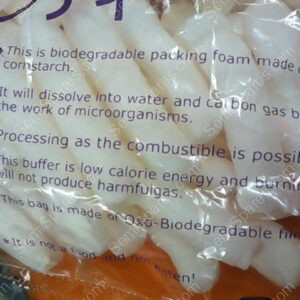 * This is biodegradable packing foam made
cornstarch.
It will dissolve into water and carbon gas b
the work of microorganisms.
Processing as the combustible is possi
This buffer is low calorie energy and burni
will not produce harmfulgas.
This bag is made of Oxo-Biodegradable fil
* It is not a food and not eaten!